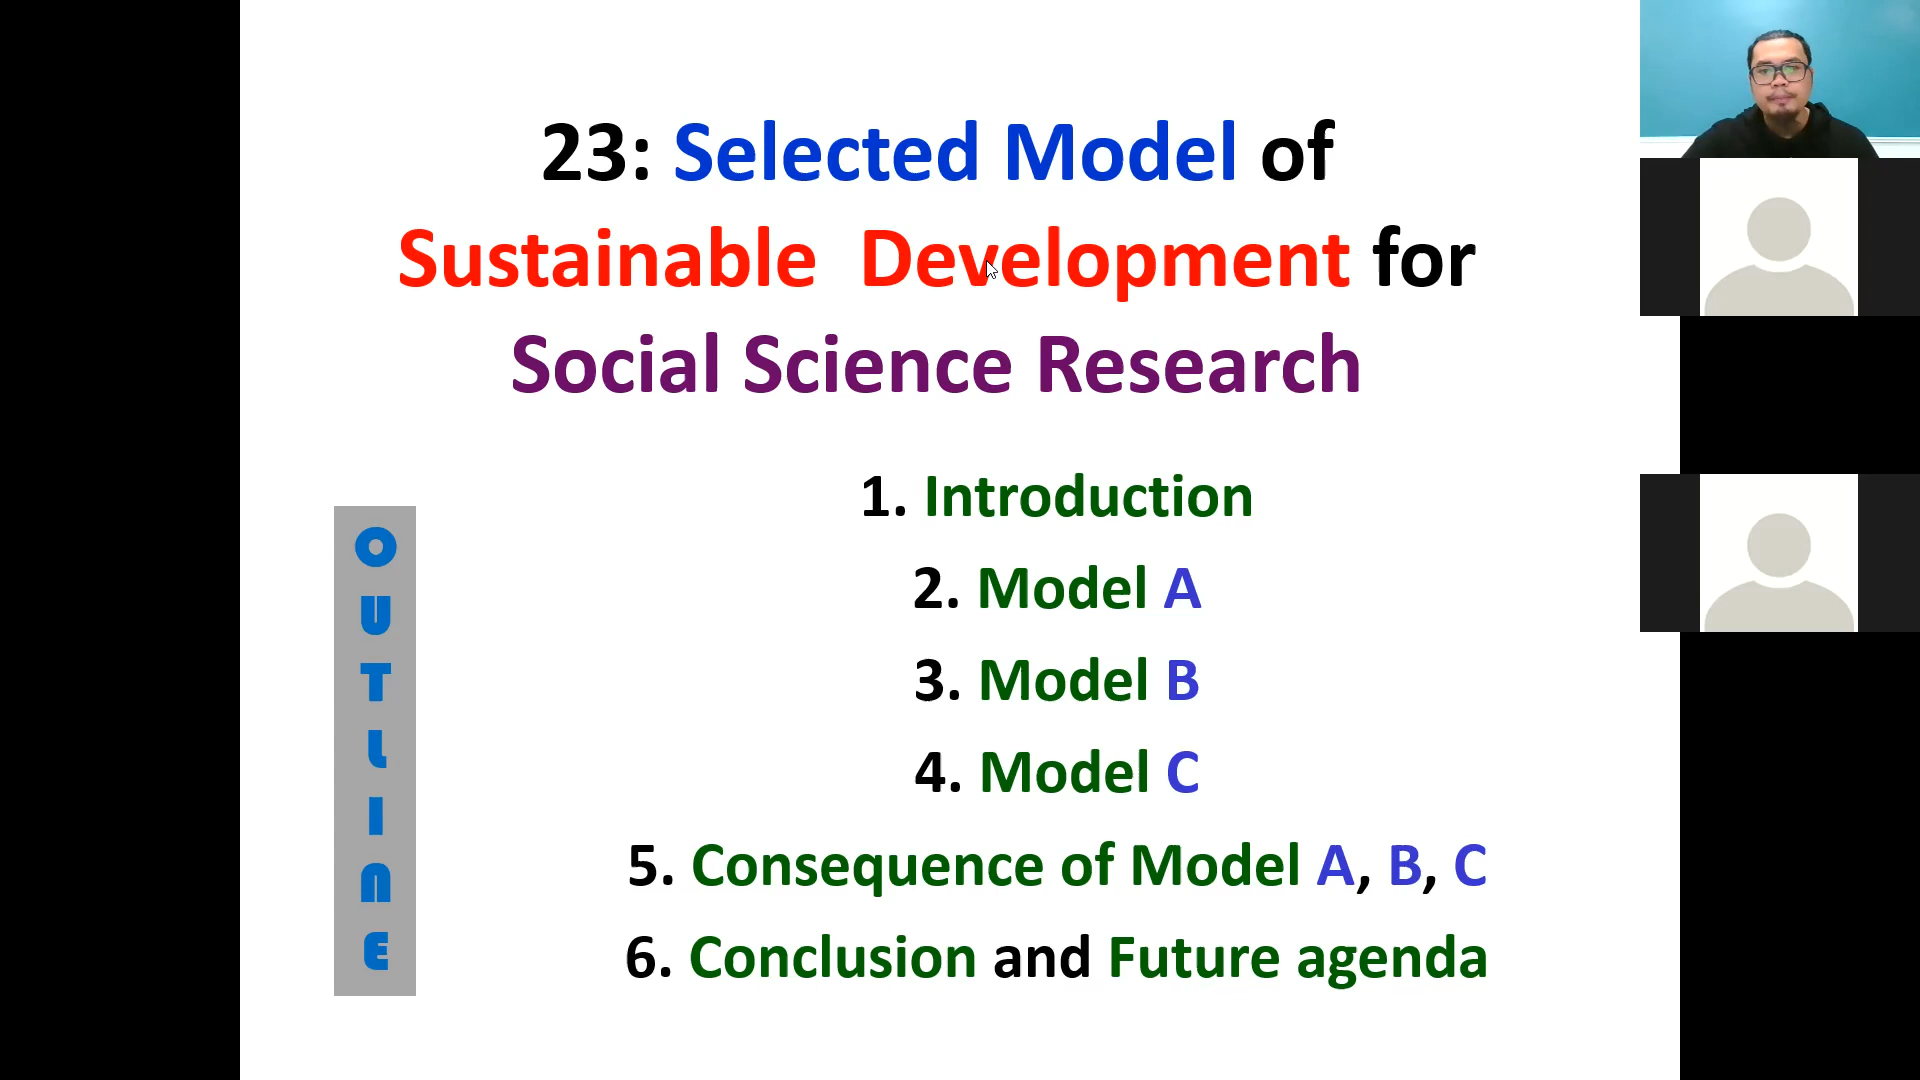 23: Selected Model of
Sustainable Development for
Social Science Research
OUTLINE
1. Introduction
2. Model A
3. Model B
4. Model C
5. Consequence of Model A, B, C
6. Conclusion and Future agenda